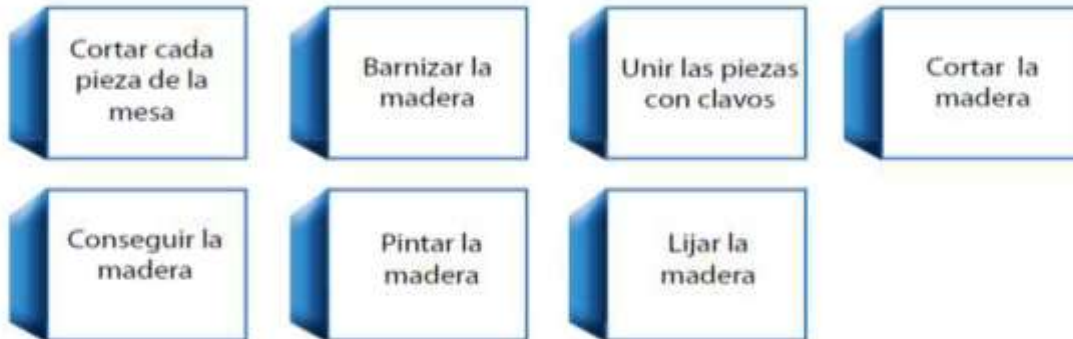 Cortar cada
pieza de la
mesa
Barnizar la
madera
Unir las piezas
con clavos
Cortar la
madera
Conseguir la
madera
Pintar la
madera
Lijar la
madera